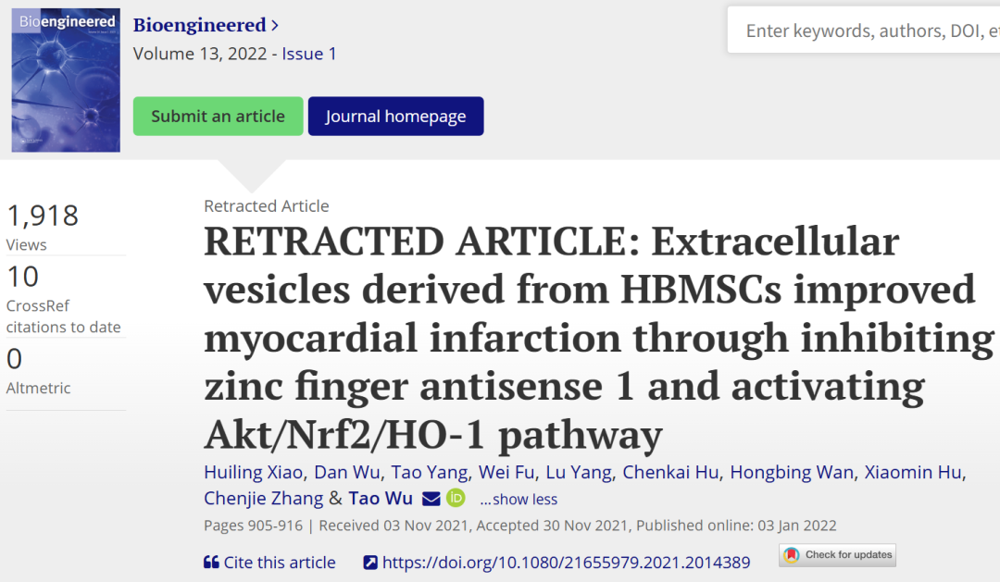 Bioengineered
Bioengineered >
Volume 13, 2022 - Issue 1
Enter keywords, authors, DOI,
Submit an article
Journal homepage
1,918
Views
10
CrossRef
citations to date
0
Altmetric
Retracted Article
RETRACTED ARTICLE: Extracellular
vesicles derived from HBMSCs improved
myocardial infarction through inhibiting
zinc finger antisense 1 and activating
Akt/Nrf2/HO-1 pathway
Huiling Xiao, Dan Wu, Tao Yang, Wei Fu, Lu Yang, Chenkai Hu, Hongbing Wan, Xiaomin Hu,
Chenjie Zhang & Tao Wu iD ...show less
Pages 905-916 | Received 03 Nov 2021, Accepted 30 Nov 2021, Published online: 03 Jan 2022
Cite this article
https://doi.org/10.1080/21655979.2021.2014389
Check for updates